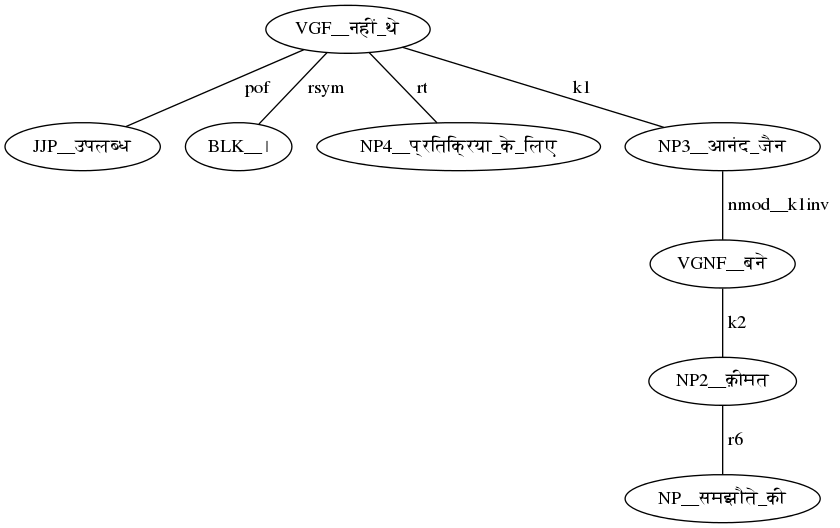 VGF__नहीं_थे
pof rsym rt k1
JJP__उपलब्ध BLK__। NP4__प्रतिक्रिया_के_लिए NP3__आनंद_जैन
nmod__k1inv
VGNF__बने
k2
NP2__क़ीमत
r6
NP__समझौते_की